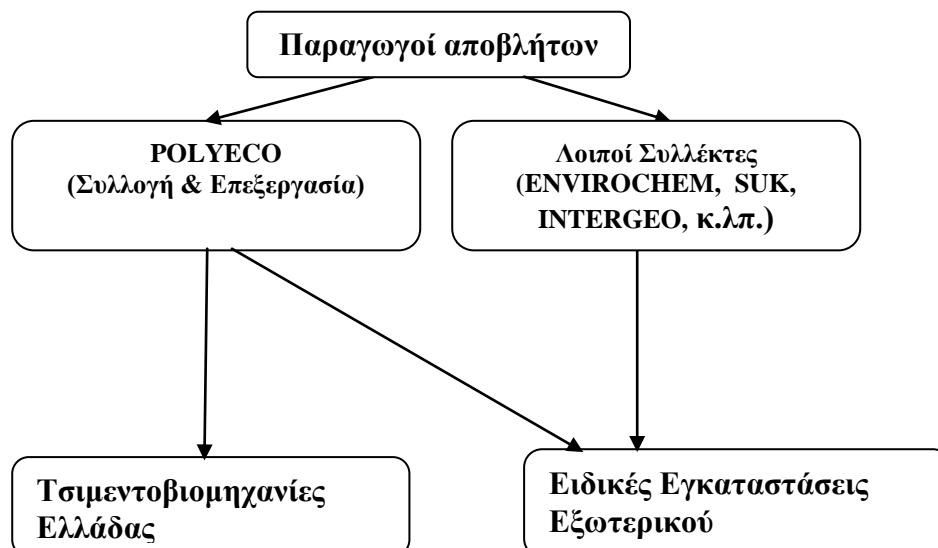 Παραγωγοί αποβλήτων
POLYECO
(Συλλογή & Επεξεργασία)
Λοιποί Συλλέκτες
(ENVIROCHEM, SUK,
INTERGEO, κ.λπ.)
Τσιμεντοβιομηχανίες
Ελλάδας
Ειδικές Εγκαταστάσεις
Εξωτερικού